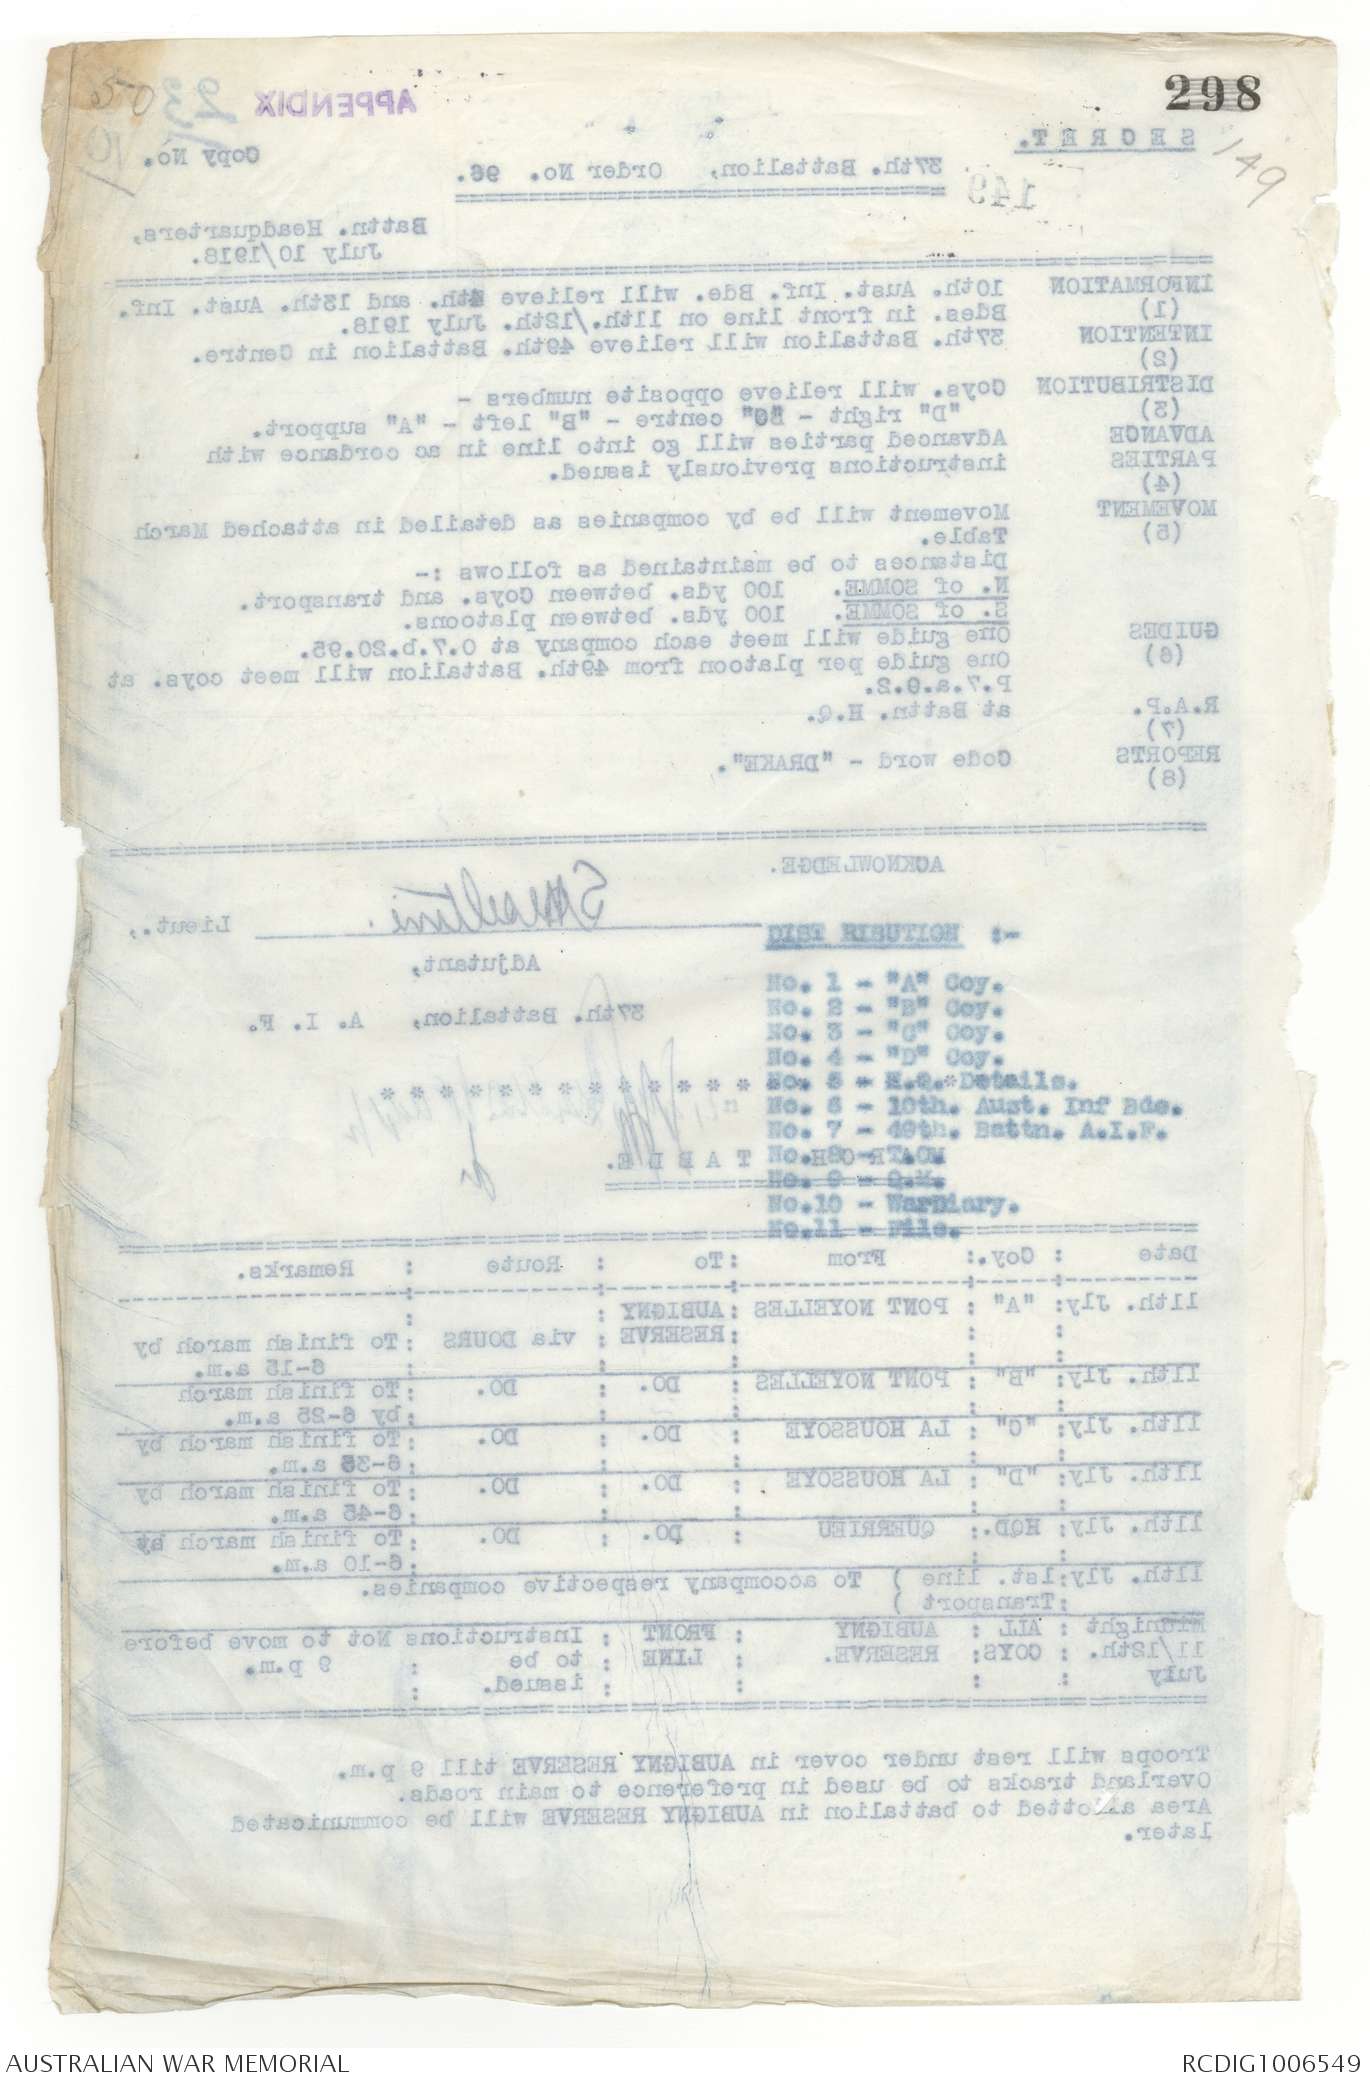 298
149
SECRET.
APPENDIX 23
Copy No.
37th. Battalion, Order No. 96.
149
Battn. Headquarters,
July 10/1918.
INFORMATION 10th. Aust. Inf. Bde. will relieve 4th. and 13th. Aust. Inf.
(1) Bdes. in front line on 11th./12th. July 1918.
INTENTION 37th. Battalion will relieve 49th. Battalion in Centre.
(2)
DISTRIBUTION Coys. will relieve opposite numbers -
(3) "D" right - "C" centre - "B" left - "A" support.
ADVANCE Advanced parties will go into line in ac cordance with
PARTIES instructions previously issued.
(4)
MOVEMENT Movement will be by companies as detailed in attached March
(5) Table.
Distances to be maintained as follows :-
N. of SOMME. 100 yds. between Coys. and transport.
S. of SOMME. 100 yds. between platoons.
GUIDES One guide will meet each company at O.7.b.20.95.
(6) One guide per platoon from 49th. Battalion will meet coys. at
P.7.a.0.2.
R.A.P. at Battn. H.Q.
(7)
REPORTS Code word - "DRAKE".
(8)
ACKNOWLEDGE.
Lieut.,
Adjutant,
37th. Battalion, A. I. F.
DIST RIBUTION :-
No. 1 - "A" Coy.
No. 2 - "B" Coy.
No. 3 - "C" Coy.
No. 4 - "D" Coy.
No. 5 - H.Q. Details.
No. 6 - 10th. Aust. Inf Bde.
No. 7 - 49th. Battn. A.I.F.
No. 8 - T.O.
No. 9 - Q.M.
No.10 - WarDiary.
No.11 - File.
* * * * * * * * * * * * * *
TABLE.
Date : Coy.: From :To : Route : Remarks.
11th. Jly: "A" : PONT NOYELLES :AUBIGNY :
:RESERVE : via DOURS : To finish march by
6-15 a.m.
11th. Jly: "B" : PONT NOYELLES : DO. : DO. :To finish march
:by 6-25 a.m.
11th. Jly: "C" : LA HOUSSOYE : DO. : DO. :To finish march by
6-35 a.m.
11th. Jly: "D" : LA HOUSSOYE : DO. : DO. :To finish march by
6-45 a.m.
11th. Jly: HQD.: QUERRIEU : DO. : DO. :To finish march by
6-10 a.m.
11th. Jly:1st. line ) To accompany respective companies.
:Transport )
Midnight : ALL : AUBIGNY : FRONT : Instructions Not to move before
11/12th. : COYS: RESERVE. : LINE : to be : 9 p.m.
July : : : : issued. :
Troops will rest under cover in AUBIGNY RESERVE till 9 p.m.
Overland tracks to be used in preference to main roads.
Area allotted to battalion in AUBIGNY RESERVE will be communicated
later.
AUSTRALIAN WAR MEMORIAL
RCDIG1006549